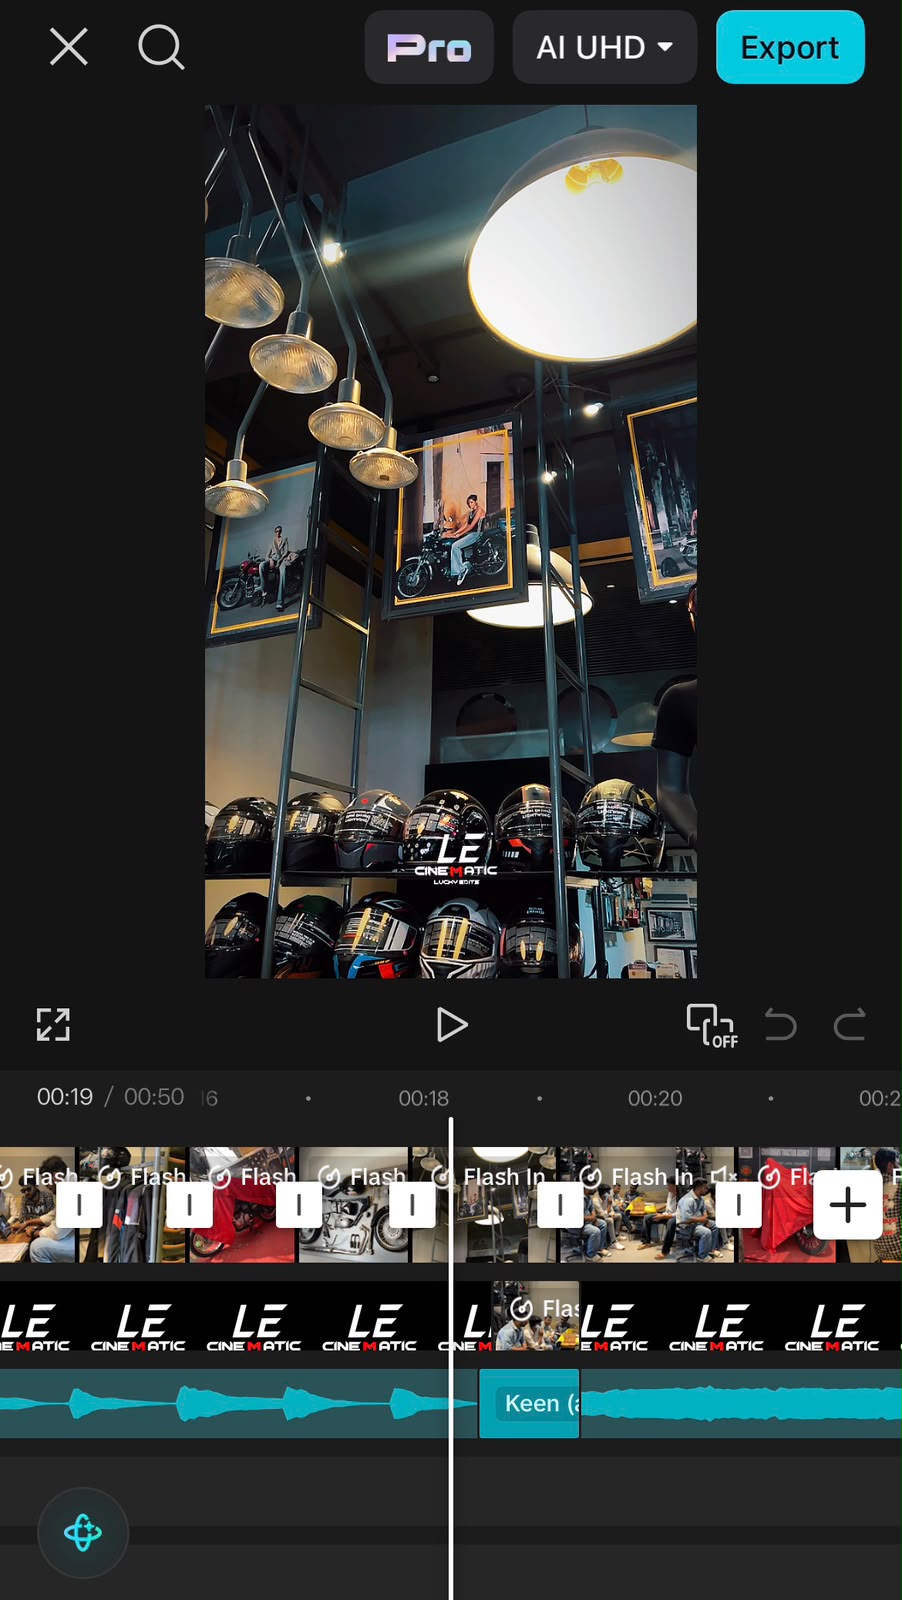 Pro
AI UHD
Export
LE
CINEMATIC
LUCKY EDITS
OFF
00:19 / 00:50
00:18
00:20
Flash
Flash
Flash
Flash
Flash In
Flash In
LE
CINEMATIC
LE
CINEMATIC
LE
CINEMATIC
LE
CINEMATIC
LE
LE
CINEMATIC
LE
CINEMATIC
Keen (